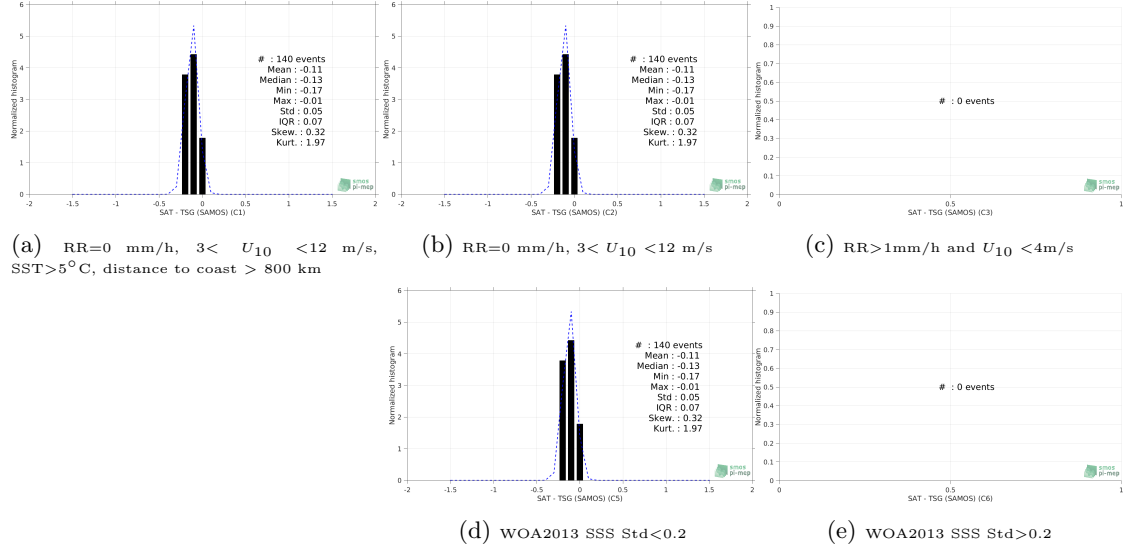 6
5
4
3
2
1
0
Normalized histogram
# : 140 events
Mean : -0.11
Median : -0.13
Min : -0.17
Max : -0.01
Std : 0.05
IQR : 0.07
Skew. : 0.32
Kurt. : 1.97
smos
pi-mep
-2 -1.5 -1 -0.5 0 0.5 1 1.5 2
SAT - TSG (SAMOS) (C1)
(a) RR=0 mm/h, 3< U10 <12 m/s,
SST>5°C, distance to coast > 800 km
6
5
4
3
2
1
0
Normalized histogram
# : 140 events
Mean : -0.11
Median : -0.13
Min : -0.17
Max : -0.01
Std : 0.05
IQR : 0.07
Skew. : 0.32
Kurt. : 1.97
smos
pi-mep
-2 -1.5 -1 -0.5 0 0.5 1 1.5 2
SAT - TSG (SAMOS) (C2)
(b) RR=0 mm/h, 3< U10 <12 m/s
1
0.9
0.8
0.7
0.6
0.5
0.4
0.3
0.2
0.1
0
Normalized histogram
# : 0 events
smos
pi-mep
0 0.5 1
SAT - TSG (SAMOS) (C3)
(c) RR>1mm/h and U10 <4m/s
6
5
4
3
2
1
0
Normalized histogram
# : 140 events
Mean : -0.11
Median : -0.13
Min : -0.17
Max : -0.01
Std : 0.05
IQR : 0.07
Skew. : 0.32
Kurt. : 1.97
smos
pi-mep
-2 -1.5 -1 -0.5 0 0.5 1 1.5 2
SAT - TSG (SAMOS) (C5)
(d) WOA2013 SSS Std<0.2
1
0.9
0.8
0.7
0.6
0.5
0.4
0.3
0.2
0.1
0
Normalized histogram
# : 0 events
smos
pi-mep
0 0.5 1
SAT - TSG (SAMOS) (C6)
(e) WOA2013 SSS Std>0.2